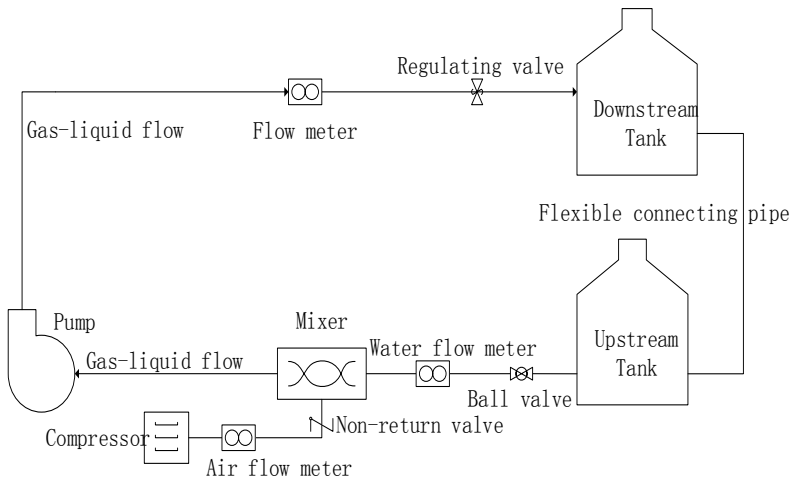 Regulating valve
Gas-liquid flow
Flow meter
Downstream
Tank
Flexible connecting pipe
Pump
Mixer
Gas-liquid flow
Water flow meter
Upstream
Tank
Ball valve
Compressor
Non-return valve
Air flow meter